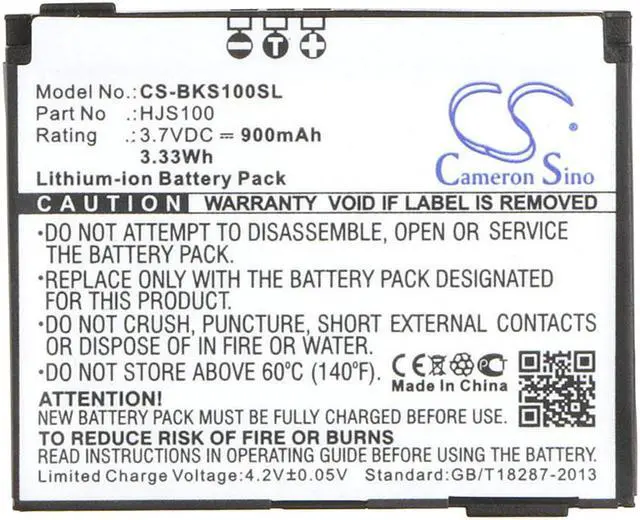 − T +
Model No.: CS-BKS100SL
Part No .: HJS100
Rating .: 3.7VDC ⎓ 900mAh
3.33Wh
Lithium-ion Battery Pack
CS
Cameron Sino
CAUTION WARRANTY VOID IF LABEL IS REMOVED
•DO NOT ATTEMPT TO DISASSEMBLE, OPEN OR SERVICE
THE BATTERY PACK.
•REPLACE ONLY WITH THE BATTERY PACK DESIGNATED
FOR THIS PRODUCT.
•DO NOT CRUSH, PUNCTURE, SHORT EXTERNAL CONTACTS
OR DISPOSE OF IN FIRE OR WATER.
•DO NOT STORE ABOVE 60°C (140°F).
CE
Made In China
ATTENTION!
NEW BATTERY PACK MUST BE FULLY CHARGED BEFORE USE.
TO AVOID RISK OF FIRE OR BURNS
READ INSTRUCTIONS IN OPERATING GUIDE BEFORE USE.
Limited Charge Voltage:4.2V±0.05V Standard:GB/T18287-2013